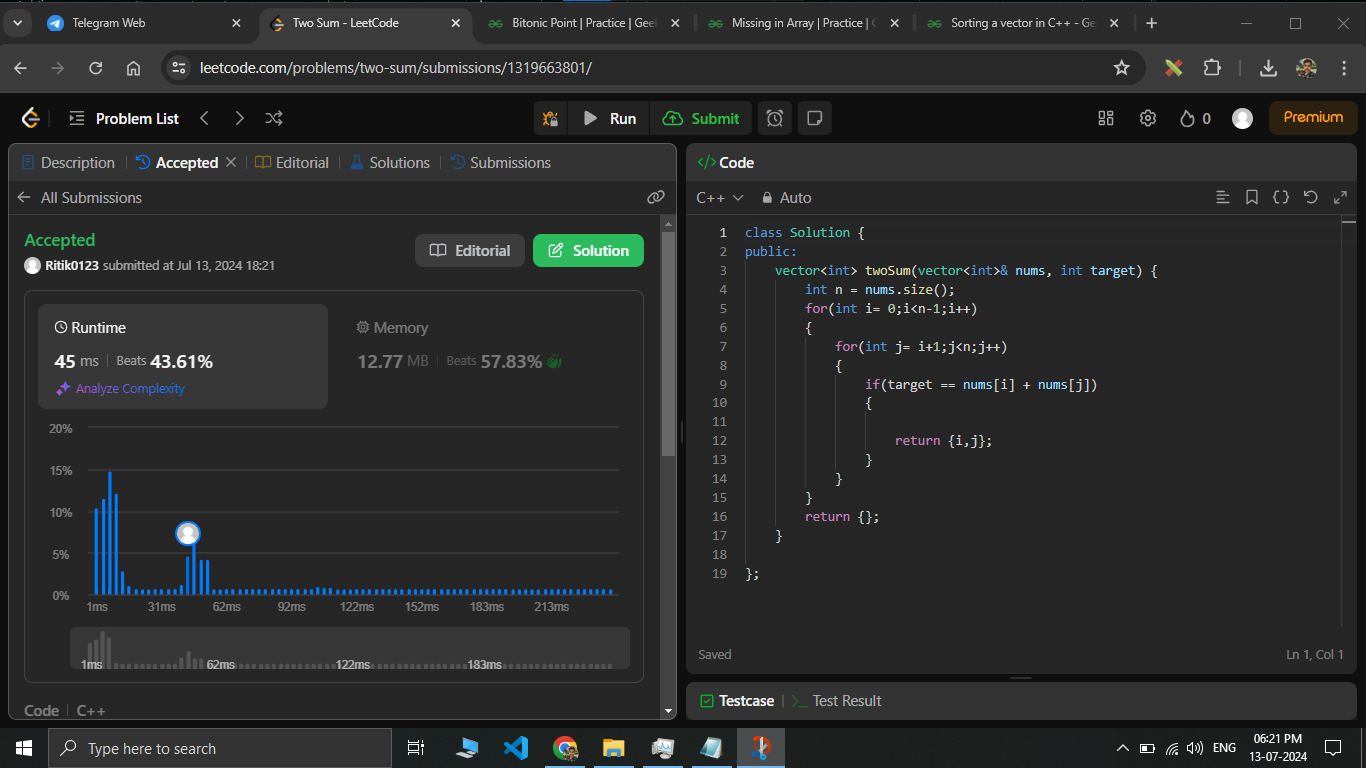 Telegram Web
Two Sum - LeetCode
Bitonic Point | Practice | Geel
Missing in Array | Practice | G
Sorting a vector in C++ - Ge
leetcode.com/problems/two-sum/submissions/1319663801/
Problem List
Run
Submit
0
Premium
Description
Accepted
Editorial
Solutions
Submissions
All Submissions
Accepted
Ritik0123 submitted at Jul 13, 2024 18:21
Editorial
Solution
Runtime
45 ms | Beats 43.61%
Analyze Complexity
Memory
12.77 MB | Beats 57.83%
20%
15%
10%
5%
0%
1ms 31ms 62ms 92ms 122ms 152ms 183ms 213ms
1ms 62ms 122ms 183ms
Code | C++
</> Code
C++ Auto
1 class Solution {
2 public:
3 vector<int> twoSum(vector<int>& nums, int target) {
4 int n = nums.size();
5 for(int i= 0;i<n-1;i++)
6 {
7 for(int j= i+1;j<n;j++)
8 {
9 if(target == nums[i] + nums[j])
10 {
11
12 return {i,j};
13 }
14 }
15 }
16 return {};
17 }
18
19 };
Saved
Ln 1, Col 1
Testcase
>_ Test Result
Type here to search
ENG
06:21 PM
13-07-2024